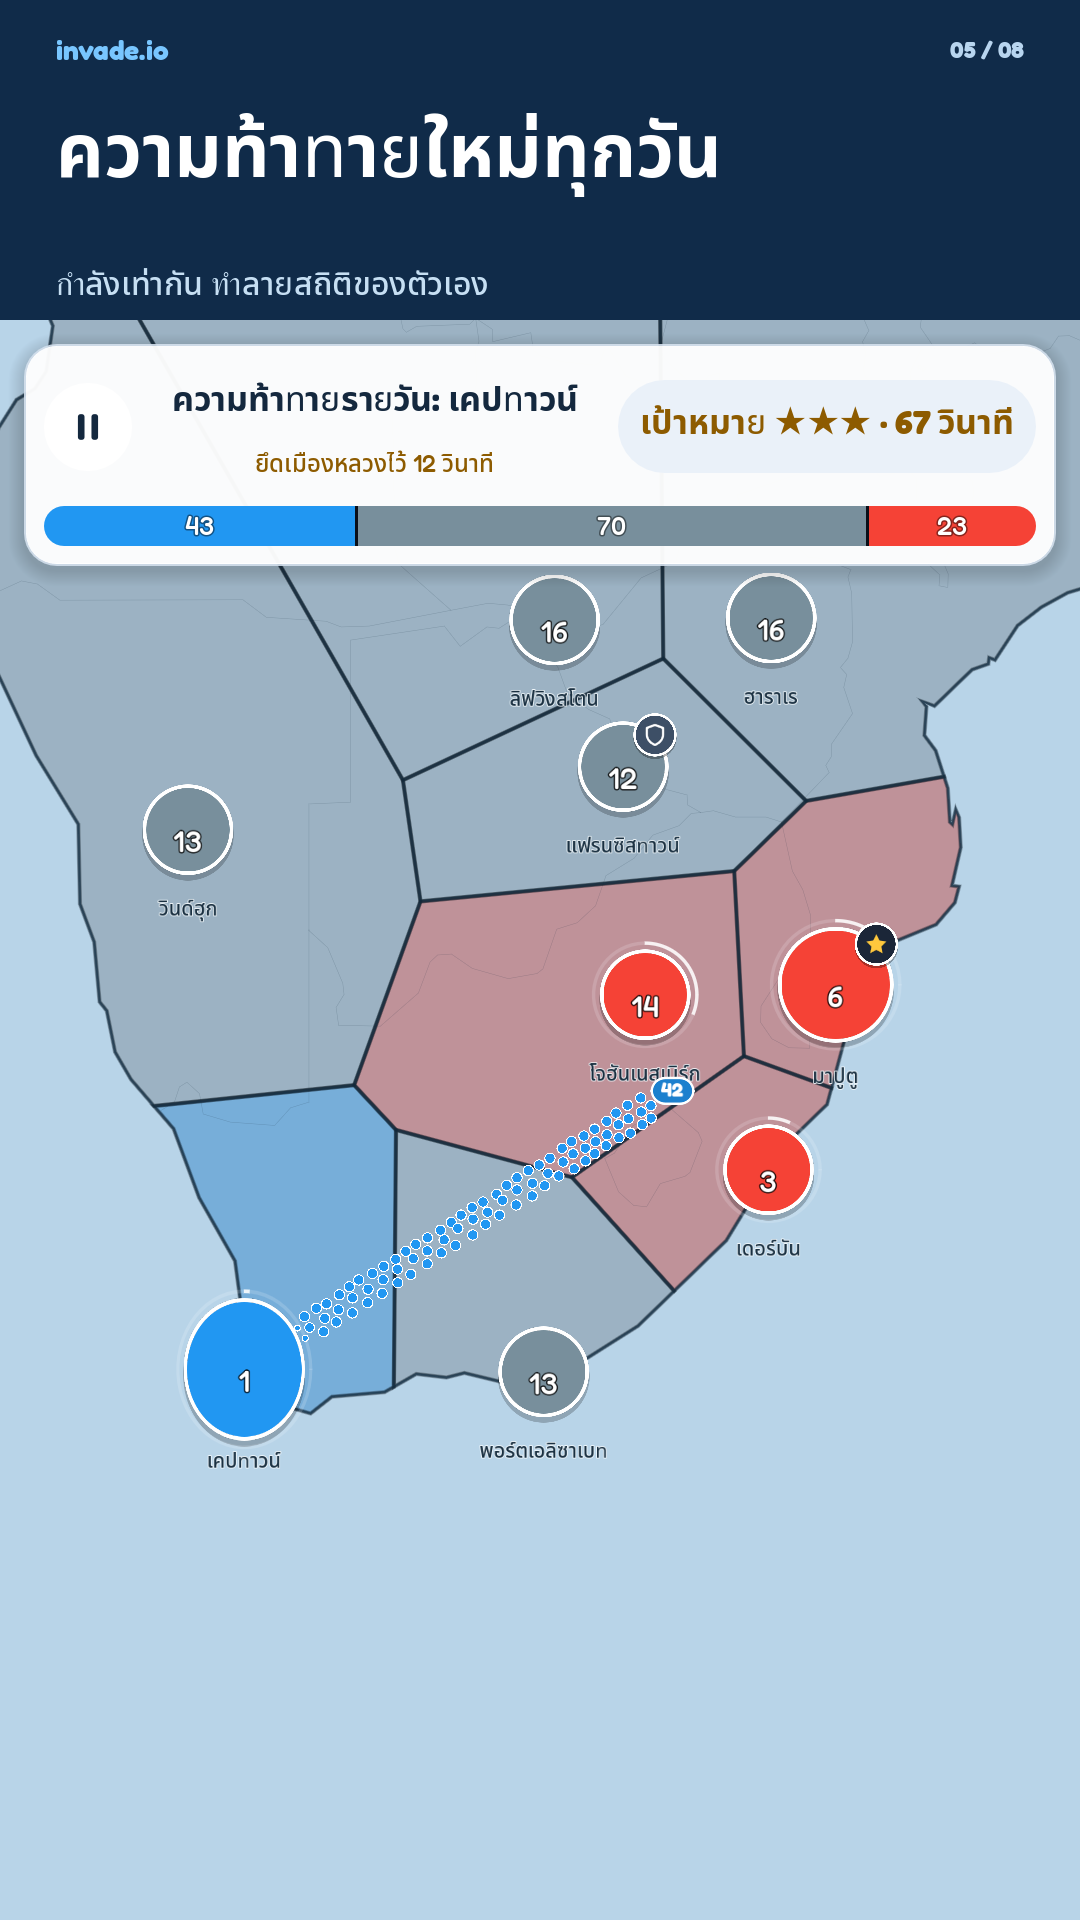 invade.io
05 / 08
ความท้าทายใหม่ทุกวัน
กำลังเท่ากัน ทำลายสถิติของตัวเอง
ความท้าทายรายวัน: เคปทาวน์
เป้าหมาย ★★★ · 67 วินาที
ยึดเมืองหลวงไว้ 12 วินาที
43
70
23
16
16
ลิฟวิงสโตน
ฮาราเร
12
แฟรนซิสทาวน์
13
วินด์ฮุก
14
6
โจฮันเนสเบิร์ก
มาปูตู
42
3
เดอร์บัน
1
13
พอร์ตเอลิซาเบท
เคปทาวน์